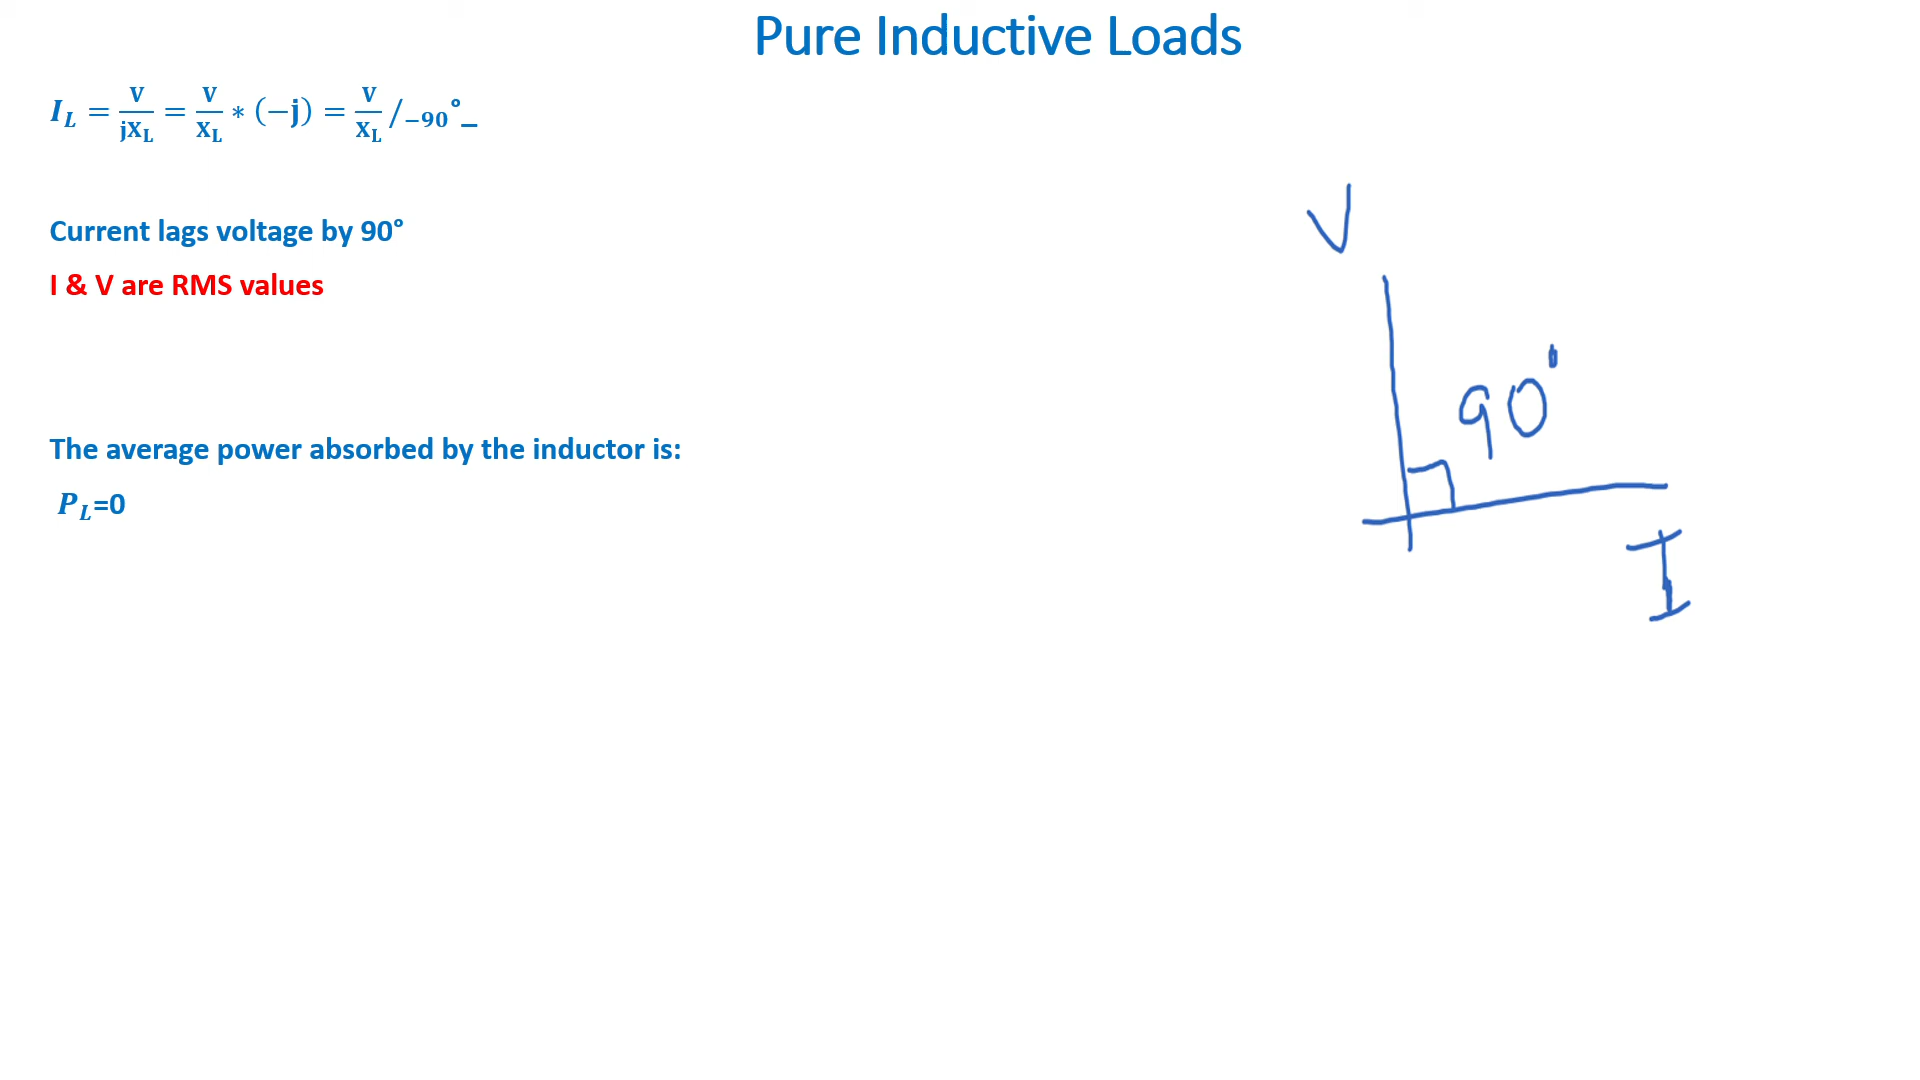 Pure Inductive Loads
I_L = V/jX_L = V/X_L ∗ (−j) = V/X_L /−90°_
Current lags voltage by 90°
I & V are RMS values
The average power absorbed by the inductor is:
P_L=0
V
90°
I